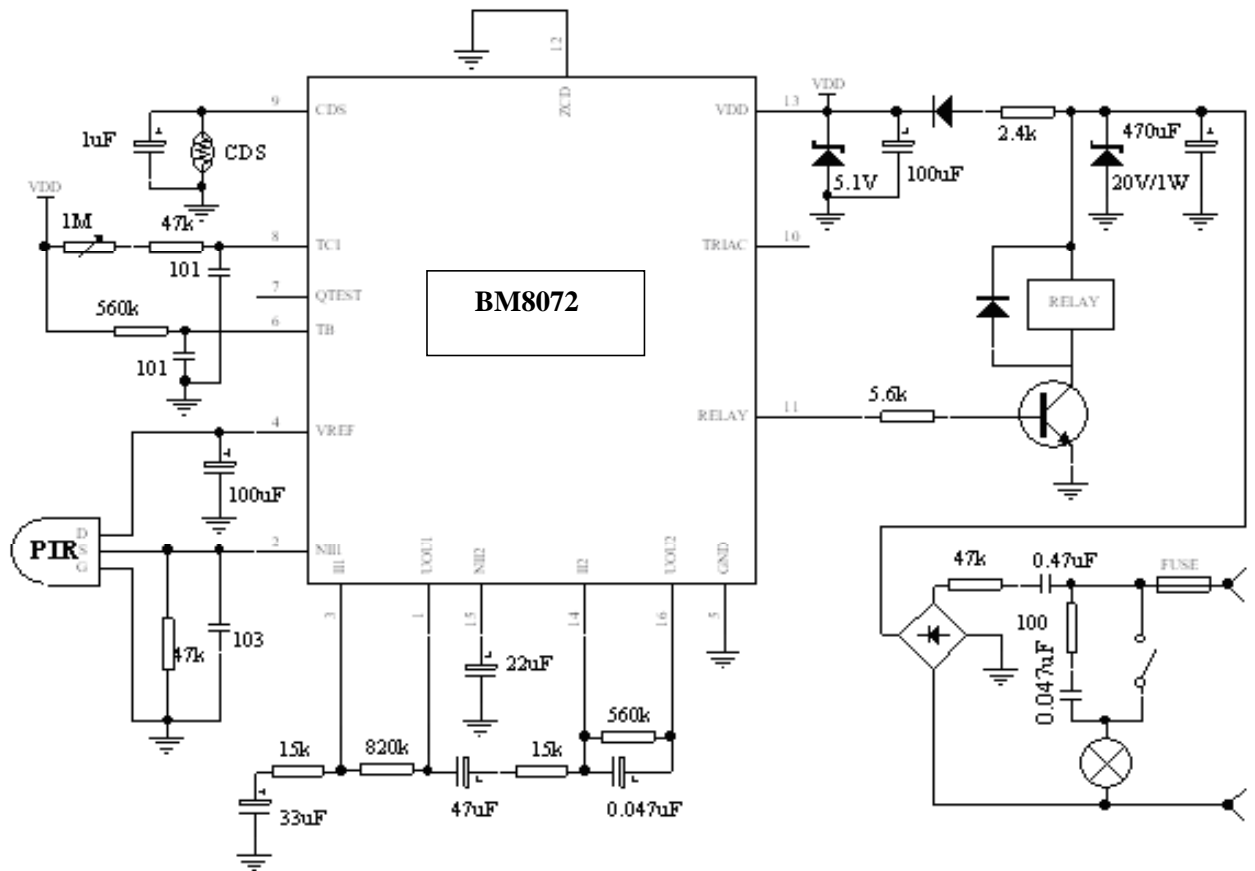 12
ZCD
9
CDS
VDD
13
VDD
1uF
CDS
2.4k
470uF
5.1V
100uF
20V/1W
VDD
1M
47k
8
TCI
TRIAC
10
101
7
QTEST
BM8072
RELAY
560k
6
TB
101
5.6k
RELAY
11
4
VREF
100uF
D
PIR
S
G
2
NII1
II1
UOU1
NII2
II2
UOU2
GND
47k
0.47uF
FUSE
3
1
15
14
16
5
100
47k
103
22uF
0.047uF
560k
15k
820k
15k
33uF
47uF
0.047uF